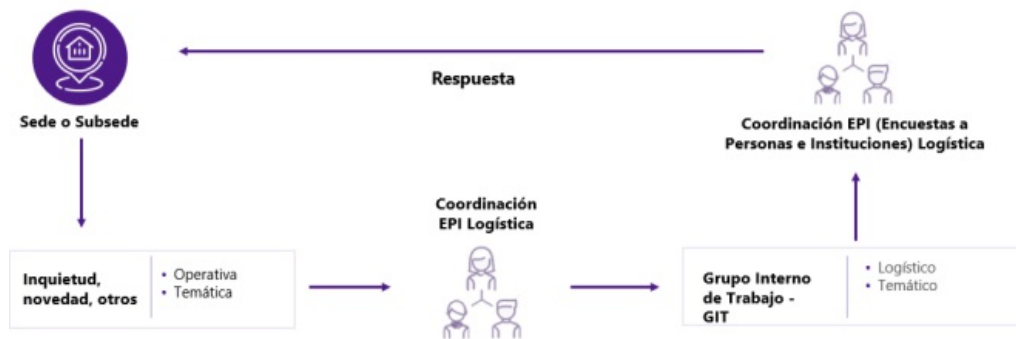 Respuesta
Sede o Subsede
Coordinación EPI (Encuestas a
Personas e Instituciones) Logística
Coordinación
EPI Logística
Inquietud,
novedad, otros
• Operativa
• Temática
Grupo Interno
de Trabajo -
GIT
• Logístico
• Temático